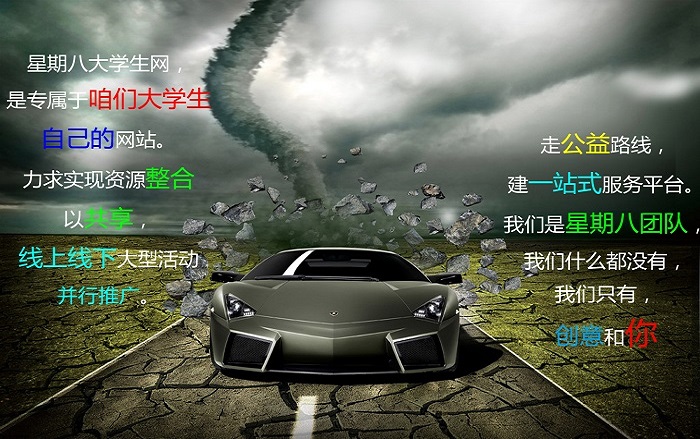 星期八大学生网，
是专属于咱们大学生
自己的网站。
力求实现资源整合
以共享，
线上线下大型活动
并行推广。
走公益路线，
建一站式服务平台。
我们是星期八团队，
我们什么都没有，
我们只有，
创意和你